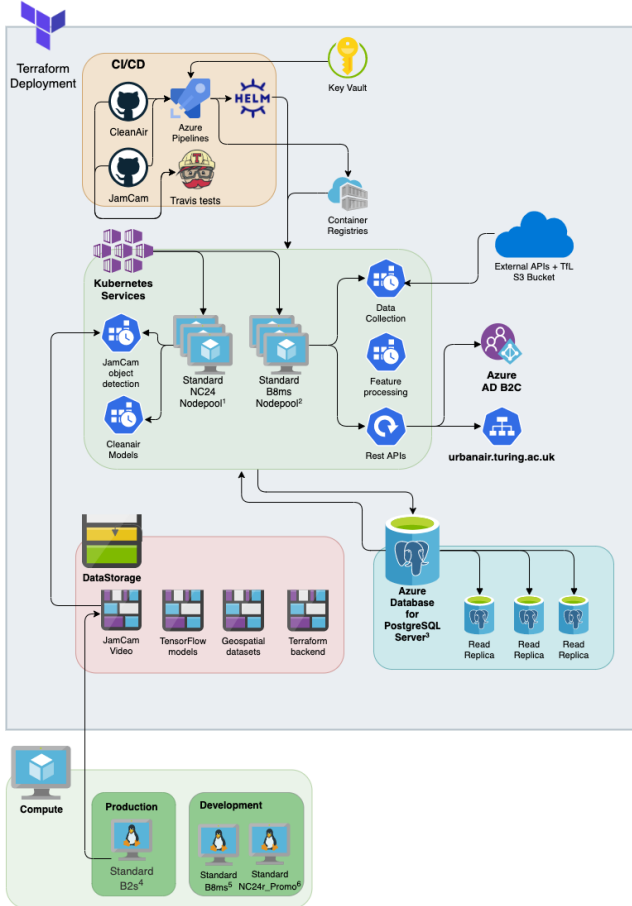 Terraform
Deployment
CI/CD
Key Vault
CleanAir
Azure
Pipelines
HELM
JamCam
Travis tests
Container
Registries
Kubernetes
Services
External APIs + TfL
S3 Bucket
Data
Collection
JamCam
object
detection
Standard
NC24
Nodepool¹
Standard
B8ms
Nodepool²
Feature
processing
Azure
AD B2C
Cleanair
Models
Rest APIs
urbanair.turing.ac.uk
DataStorage
JamCam
Video
TensorFlow
models
Geospatial
datasets
Terraform
backend
Azure
Database
for
PostgreSQL
Server³
Read
Replica
Read
Replica
Read
Replica
Compute
Production
Standard
B2s⁴
Development
Standard
B8ms⁵
Standard
NC24r_Promo⁶